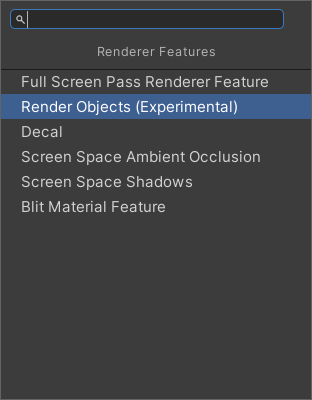 Renderer Features
Full Screen Pass Renderer Feature
Render Objects (Experimental)
Decal
Screen Space Ambient Occlusion
Screen Space Shadows
Blit Material Feature